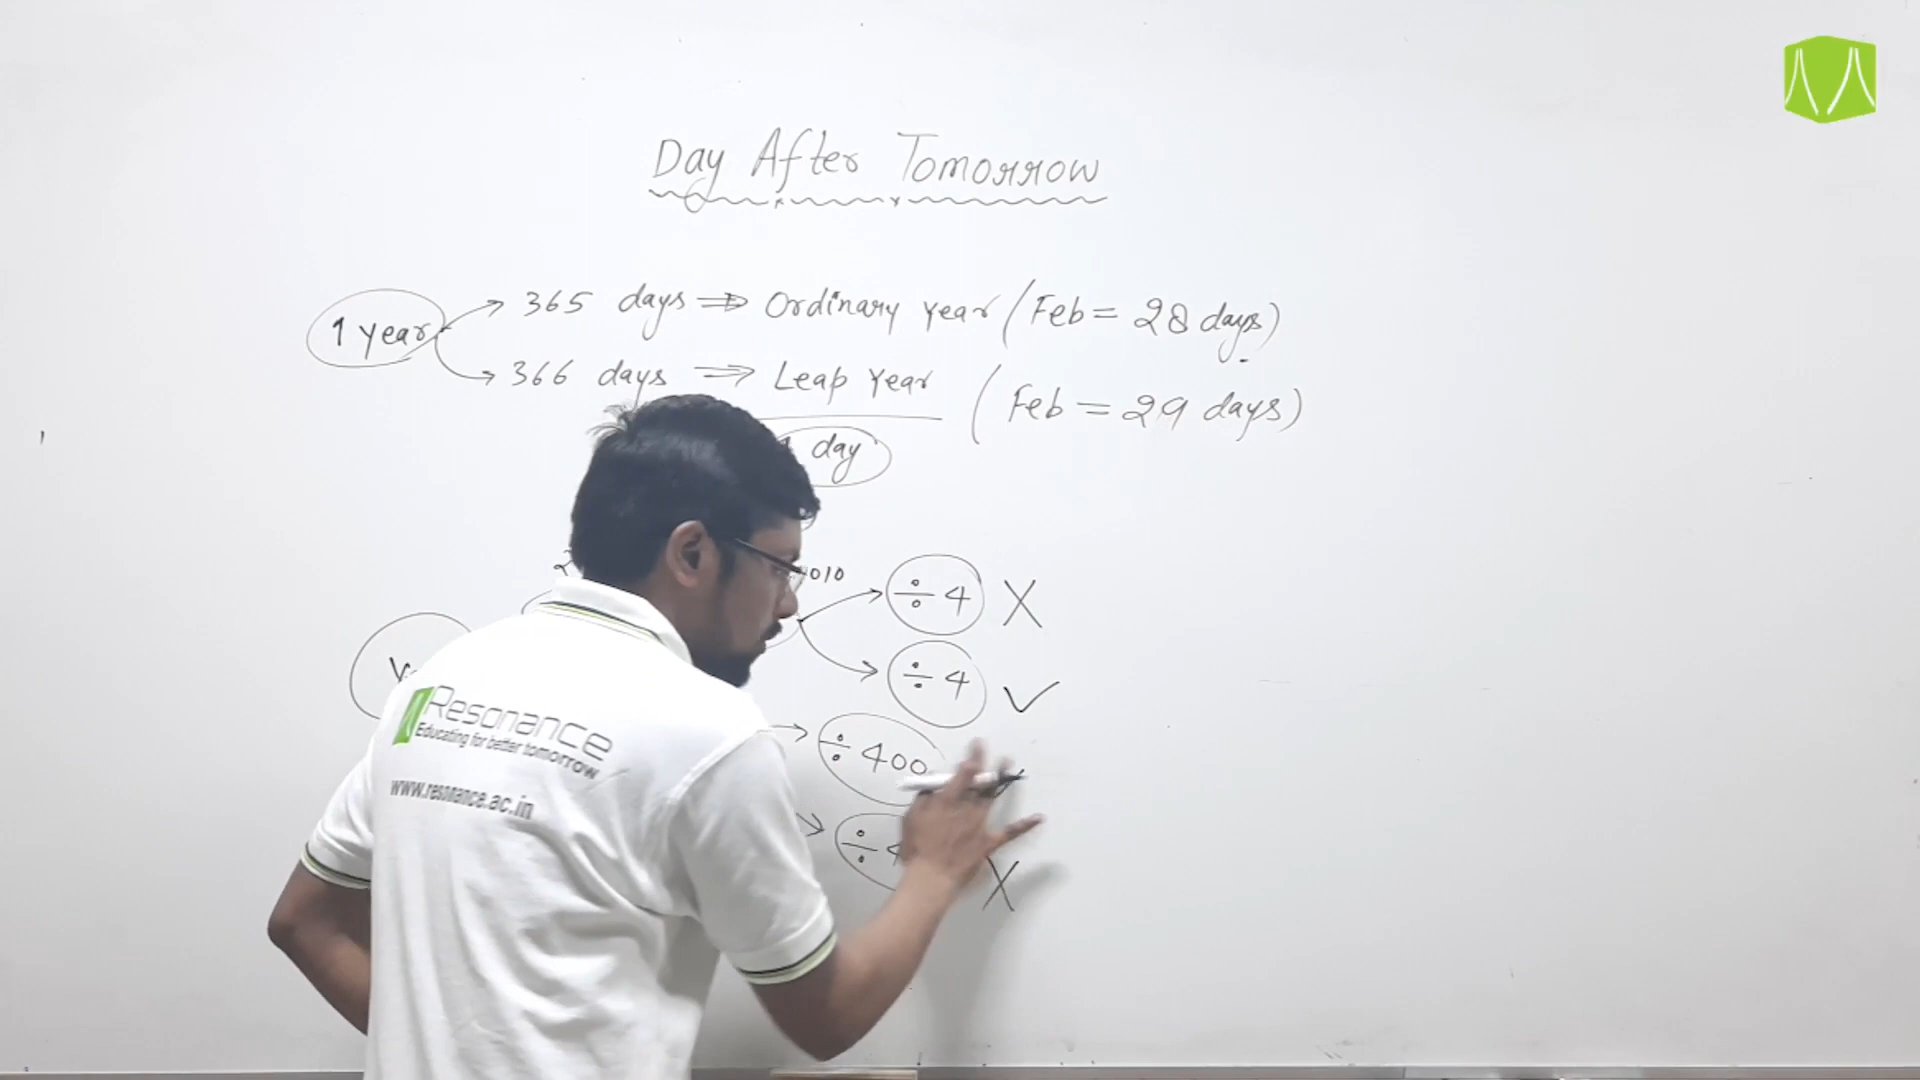 Day After Tomorrow
1 year
365 days ⇒ Ordinary year (Feb = 28 days)
366 days ⇒ Leap year (Feb = 29 days)
day
010
÷ 4 X
÷ 4 ✓
÷ 400
÷ 4
X
Resonance
Educating for better tomorrow
www.resonance.ac.in